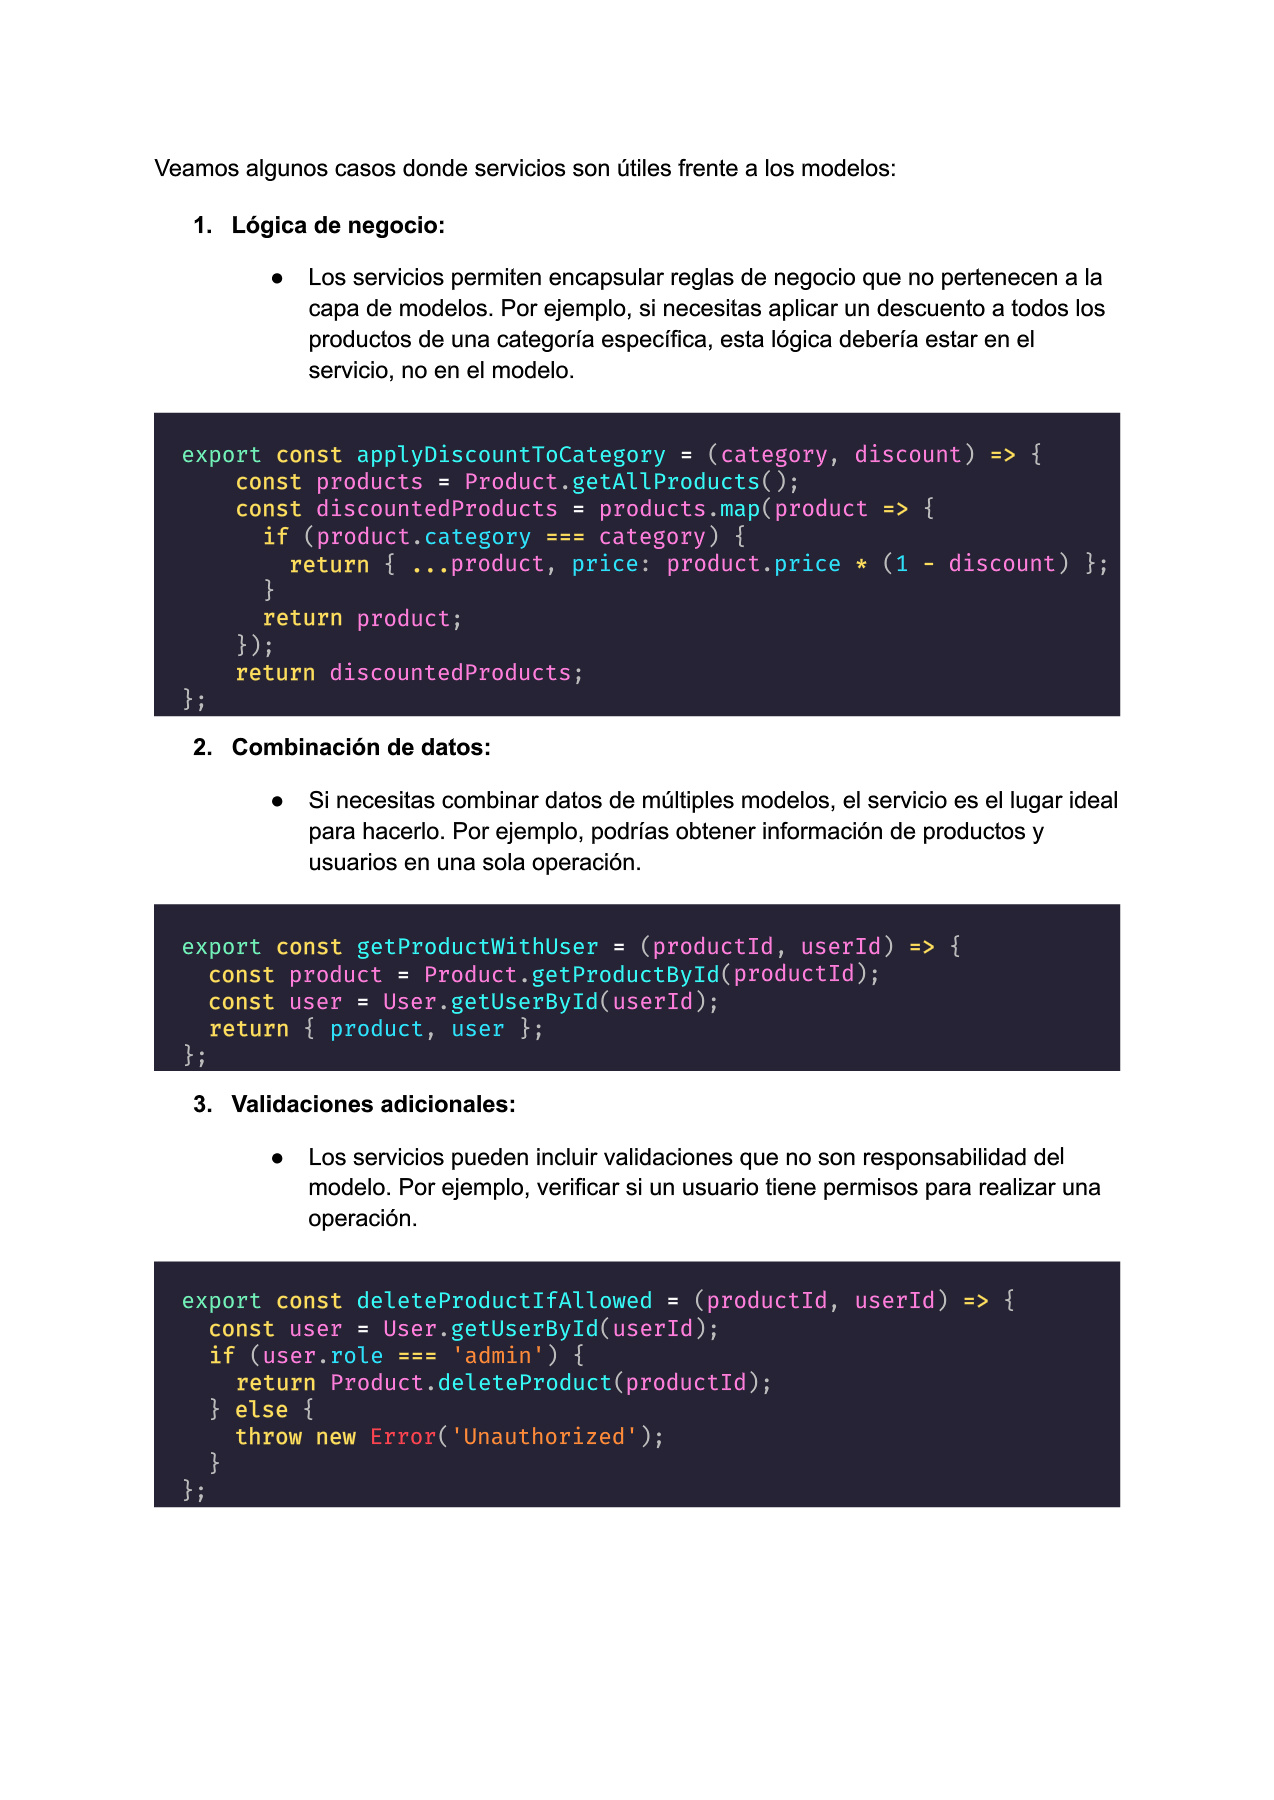 Veamos algunos casos donde servicios son útiles frente a los modelos:
1. Lógica de negocio:
● Los servicios permiten encapsular reglas de negocio que no pertenecen a la
capa de modelos. Por ejemplo, si necesitas aplicar un descuento a todos los
productos de una categoría específica, esta lógica debería estar en el
servicio, no en el modelo.
export const applyDiscountToCategory = (category, discount) => {
    const products = Product.getAllProducts();
    const discountedProducts = products.map(product => {
      if (product.category === category) {
        return { ...product, price: product.price * (1 - discount) };
      }
      return product;
    });
    return discountedProducts;
};
2. Combinación de datos:
● Si necesitas combinar datos de múltiples modelos, el servicio es el lugar ideal
para hacerlo. Por ejemplo, podrías obtener información de productos y
usuarios en una sola operación.
export const getProductWithUser = (productId, userId) => {
  const product = Product.getProductById(productId);
  const user = User.getUserById(userId);
  return { product, user };
};
3. Validaciones adicionales:
● Los servicios pueden incluir validaciones que no son responsabilidad del
modelo. Por ejemplo, verificar si un usuario tiene permisos para realizar una
operación.
export const deleteProductIfAllowed = (productId, userId) => {
  const user = User.getUserById(userId);
  if (user.role === 'admin') {
    return Product.deleteProduct(productId);
  } else {
    throw new Error('Unauthorized');
  }
};